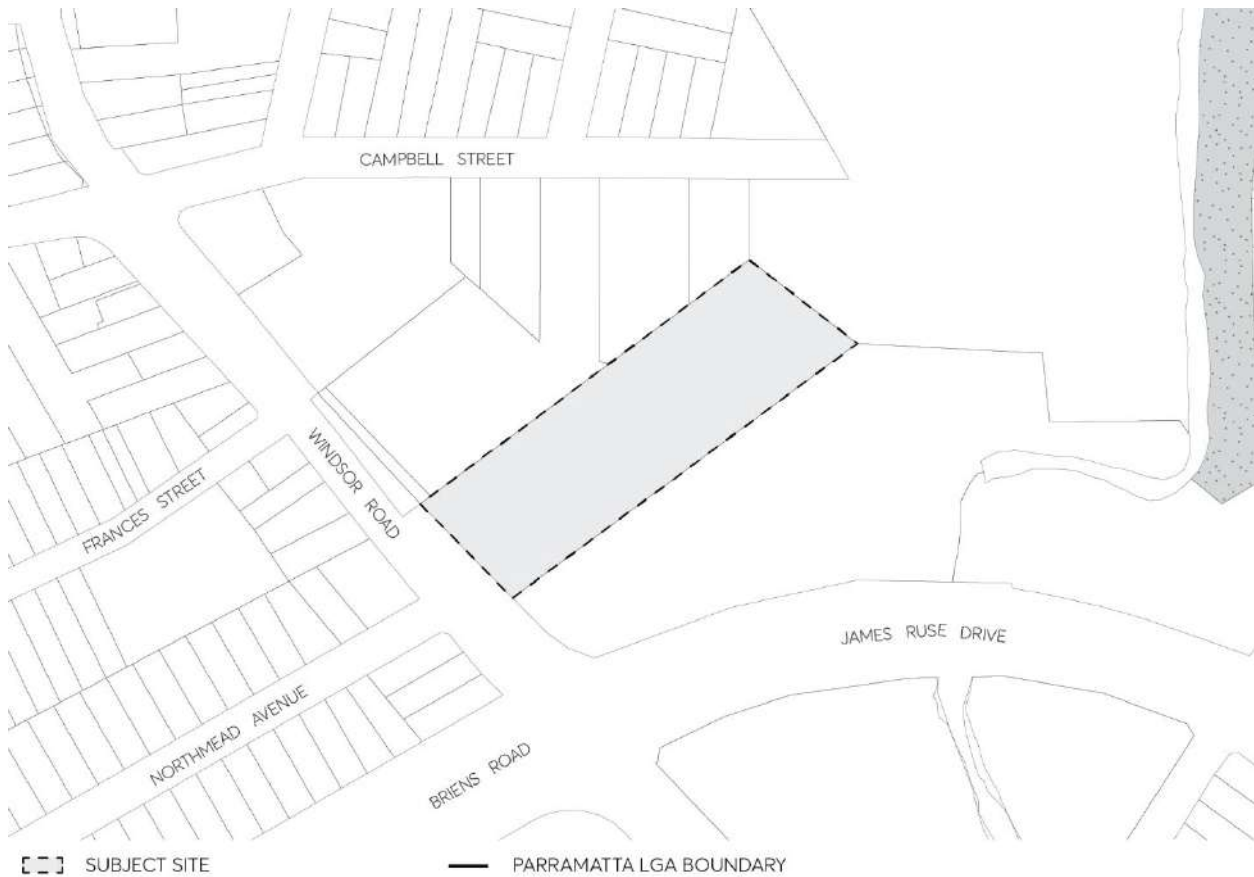 CAMPBELL STREET
WINDSOR ROAD
FRANCES STREET
JAMES RUSE DRIVE
NORTHMEAD AVENUE
BRIENS ROAD
SUBJECT SITE
PARRAMATTA LGA BOUNDARY